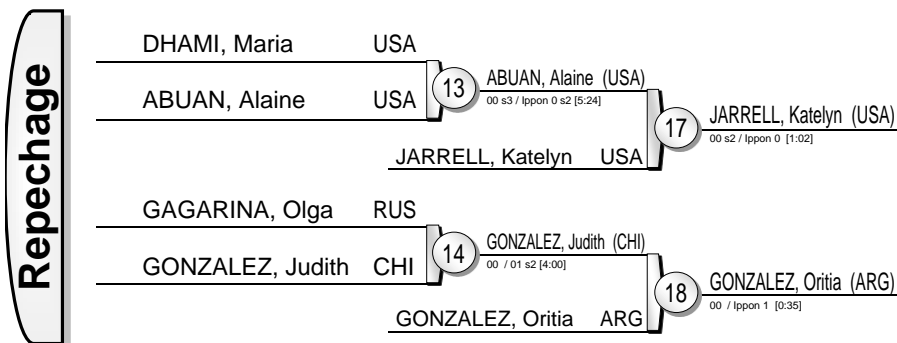 Repechage
DHAMI, Maria USA
ABUAN, Alaine USA
13
ABUAN, Alaine (USA)
00 s3 / Ippon 0 s2 [5:24]
JARRELL, Katelyn USA
17
JARRELL, Katelyn (USA)
00 s2 / Ippon 0 [1:02]
GAGARINA, Olga RUS
GONZALEZ, Judith CHI
14
GONZALEZ, Judith (CHI)
00 / 01 s2 [4:00]
GONZALEZ, Oritia ARG
18
GONZALEZ, Oritia (ARG)
00 / Ippon 1 [0:35]